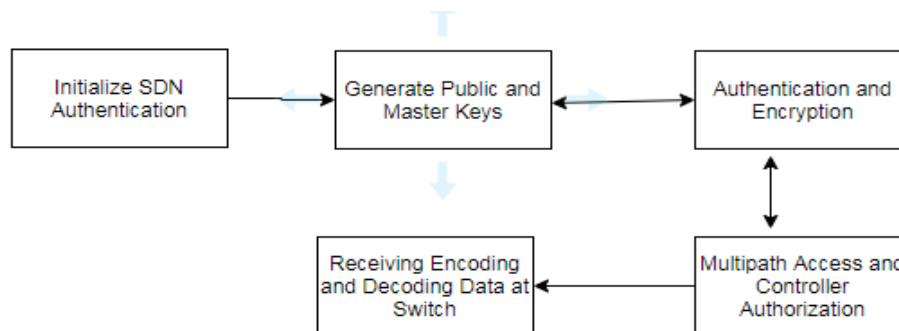 Initialize SDN
Authentication
Generate Public and
Master Keys
Authentication and
Encryption
Receiving Encoding
and Decoding Data at
Switch
Multipath Access and
Controller
Authorization